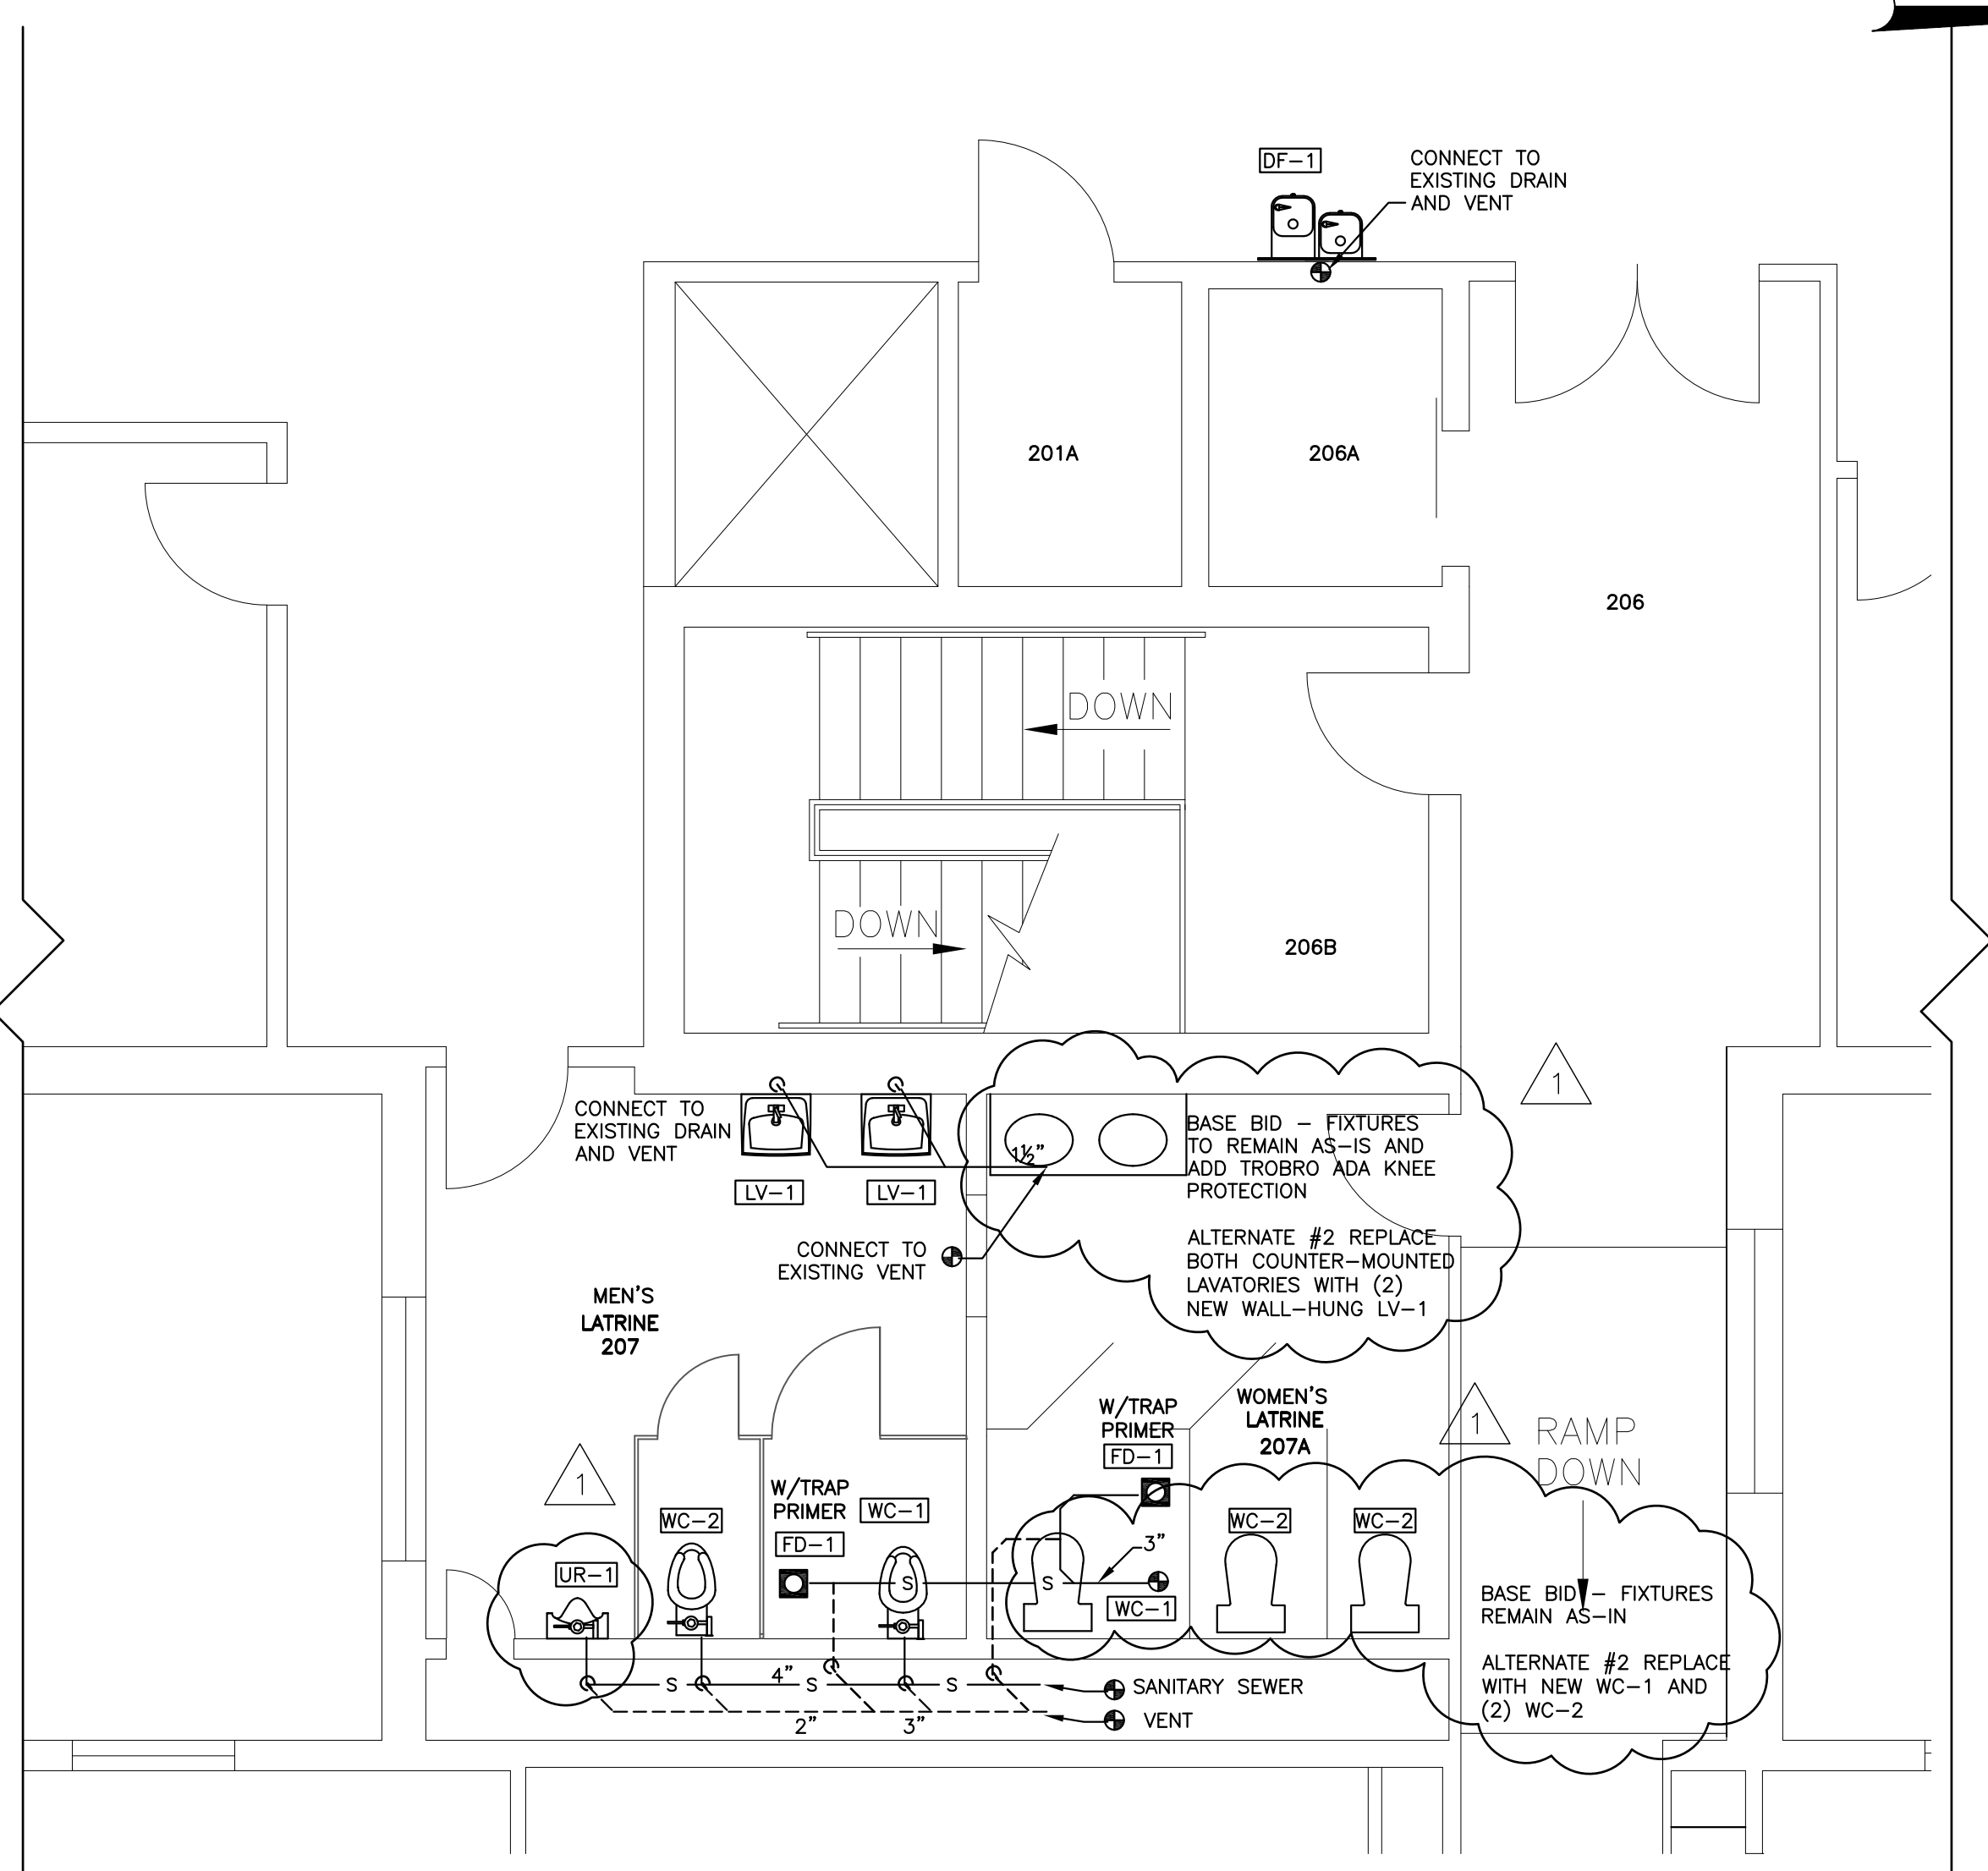 DF-1
CONNECT TO
EXISTING DRAIN
AND VENT
201A
206A
206
DOWN
DOWN
206B
1
CONNECT TO
EXISTING DRAIN
AND VENT
LV-1
LV-1
1½"
BASE BID - FIXTURES
TO REMAIN AS-IS AND
ADD TROBRO ADA KNEE
PROTECTION
ALTERNATE #2 REPLACE
BOTH COUNTER-MOUNTED
LAVATORIES WITH (2)
NEW WALL-HUNG LV-1
CONNECT TO
EXISTING VENT
MEN'S
LATRINE
207
W/TRAP
PRIMER
FD-1
WOMEN'S
LATRINE
207A
1
RAMP
DOWN
1
UR-1
WC-2
W/TRAP
PRIMER
FD-1
WC-1
WC-2
WC-2
3"
S
S
WC-1
BASE BID - FIXTURES
REMAIN AS-IN
ALTERNATE #2 REPLACE
WITH NEW WC-1 AND
(2) WC-2
S
4"
S
S
SANITARY SEWER
2"
3"
VENT